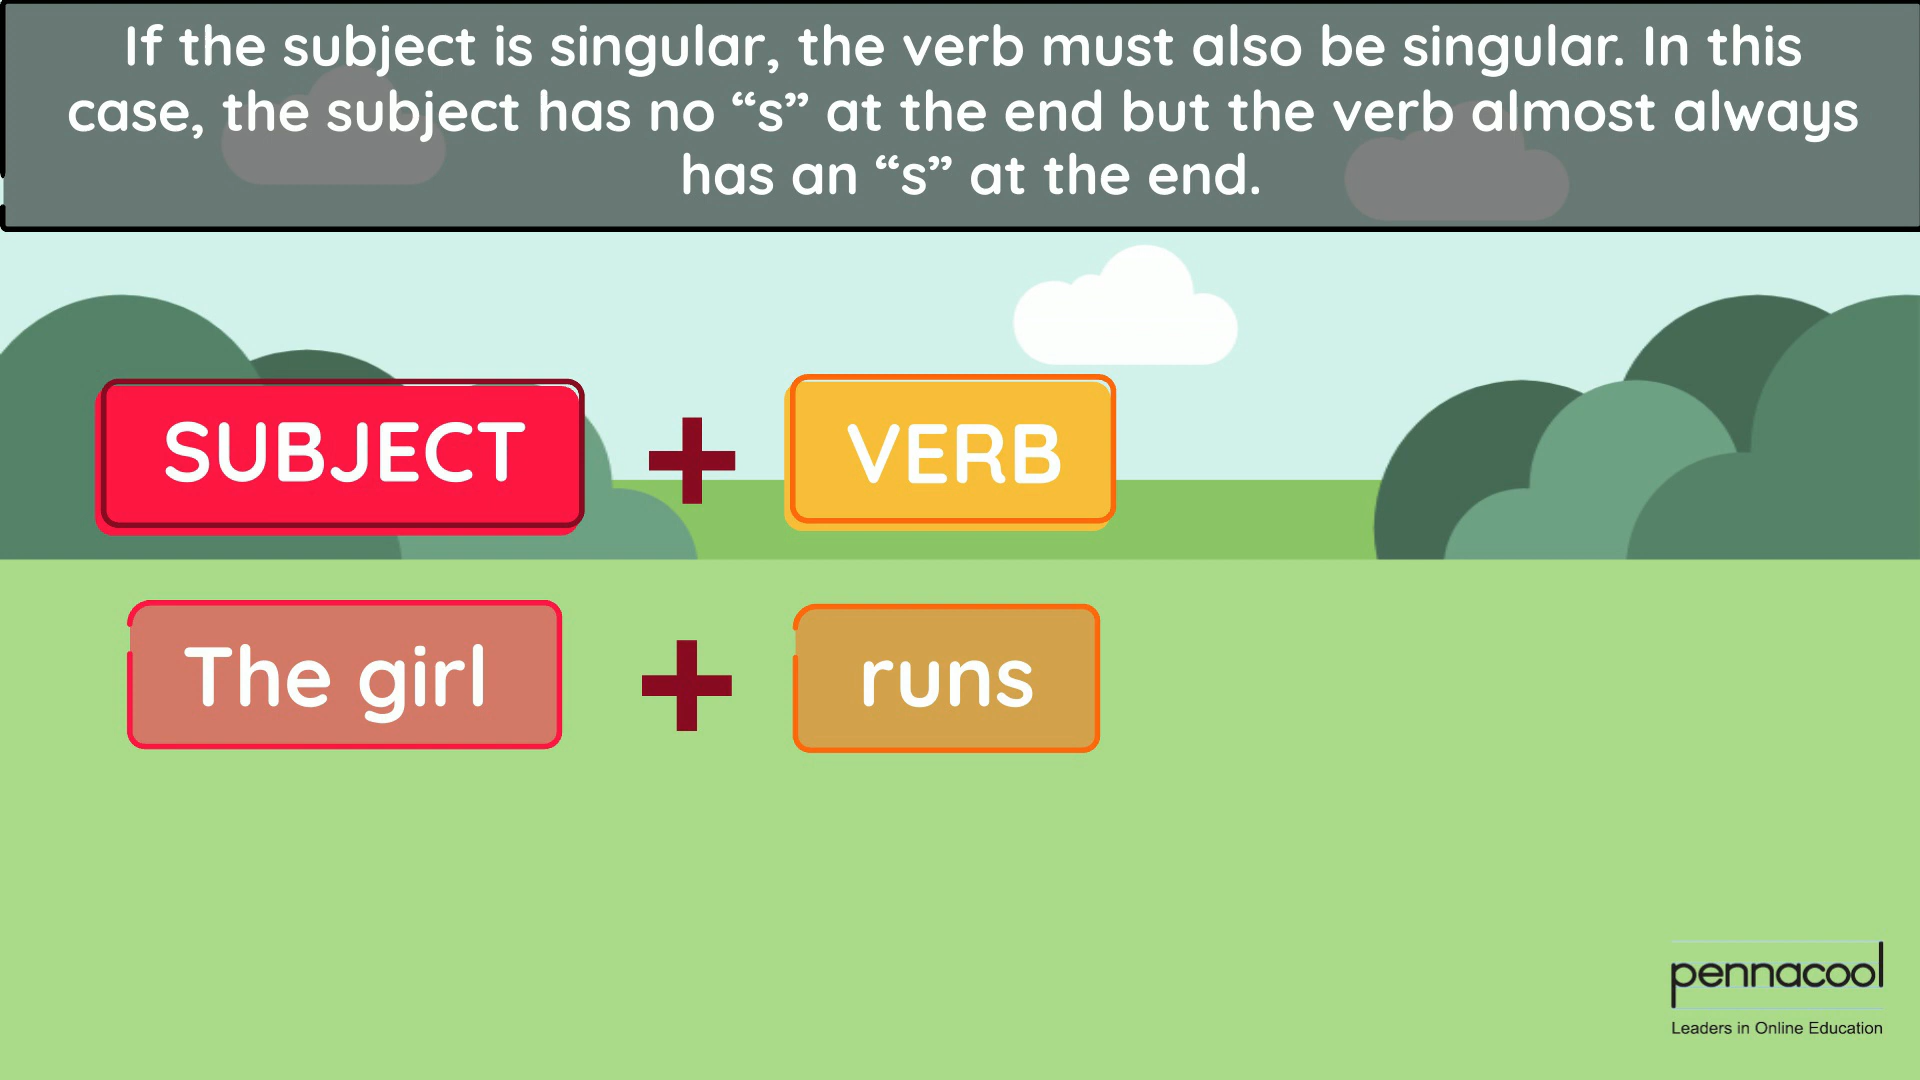 If the subject is singular, the verb must also be singular. In this
case, the subject has no “s” at the end but the verb almost always
has an “s” at the end.
SUBJECT + VERB
The girl + runs
pennacool
Leaders in Online Education